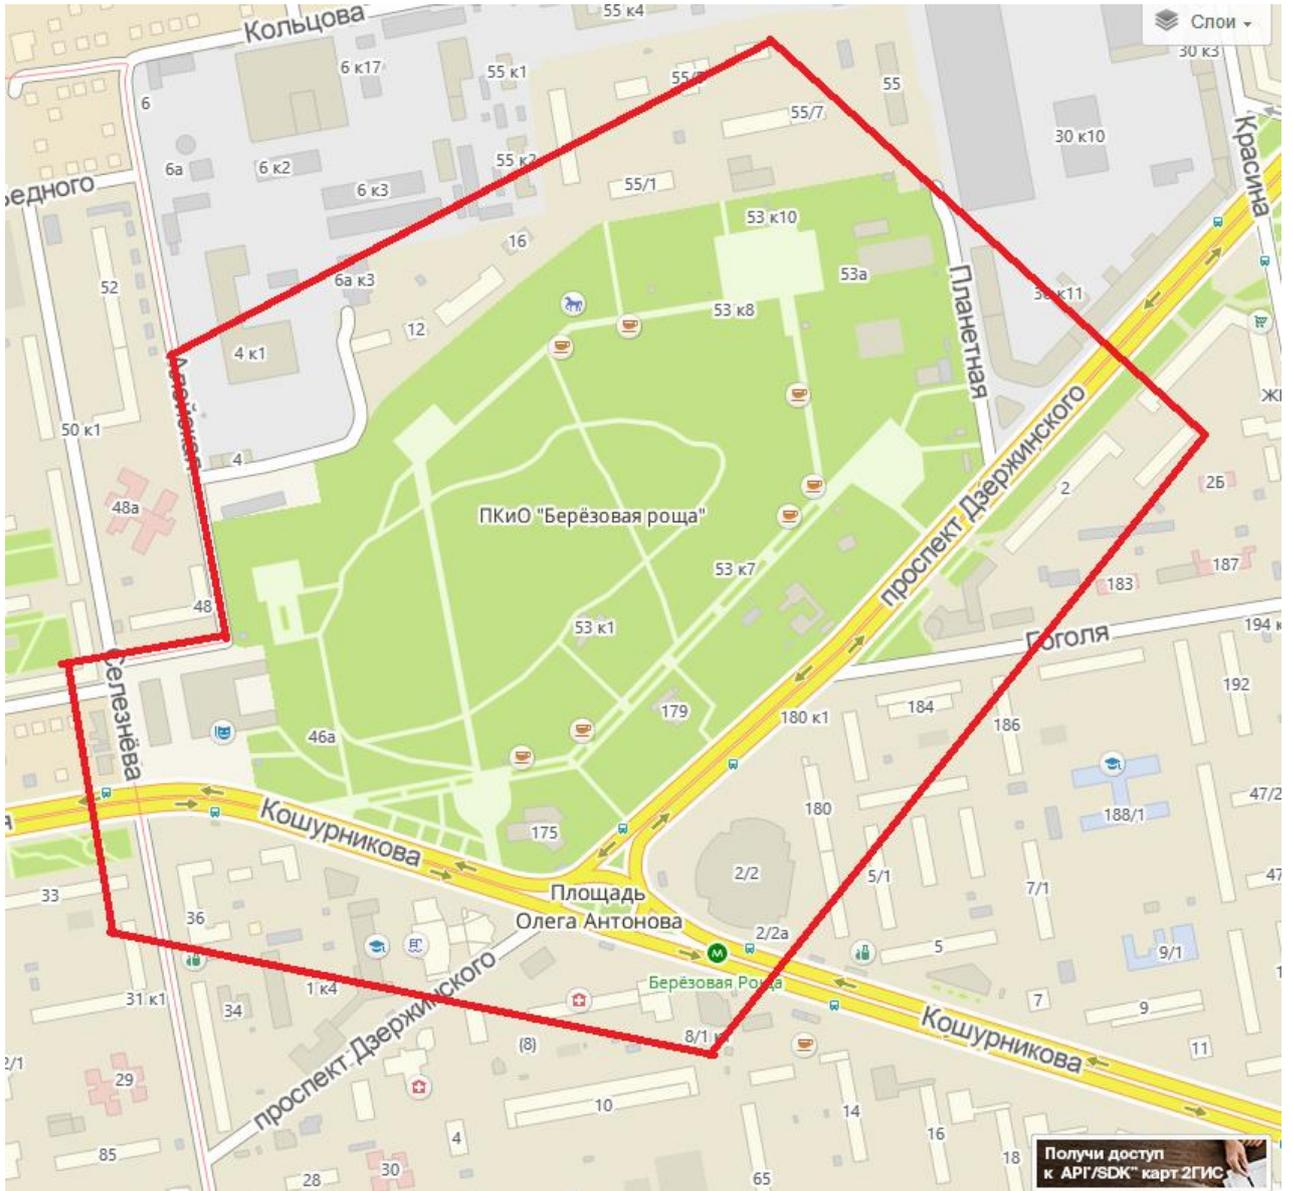 Кольцова
55 к4
Слои
30 к3
6 к17
55 к1
55
6
55/7
30 к10
Красина
6а
6 к2
55 к2
6 к3
55/1
Бедного
53 к10
16
53а
52
6а к3
Планетная
53 к8
12
4 к1
Алейская
50 к1
4
проспект Дзержинского
2
2Б
48а
ПКиО "Берёзовая роща"
53 к7
187
183
48
53 к1
Гоголя
194 к
Селезнёва
192
184
179
180 к1
186
46а
Кошурникова
180
188/1
47/2
175
2/2
5/1
7/1
47
33
Площадь
Олега Антонова
36
2/2а
5
9/1
Берёзовая Роща
1 к4
31 к1
34
проспект Дзержинского
(8)
7
9
Кошурникова
11
2/1
29
10
14
16
4
85
30
28
65
18
Получи доступ
к АРГ/SDK" карт 2ГИС